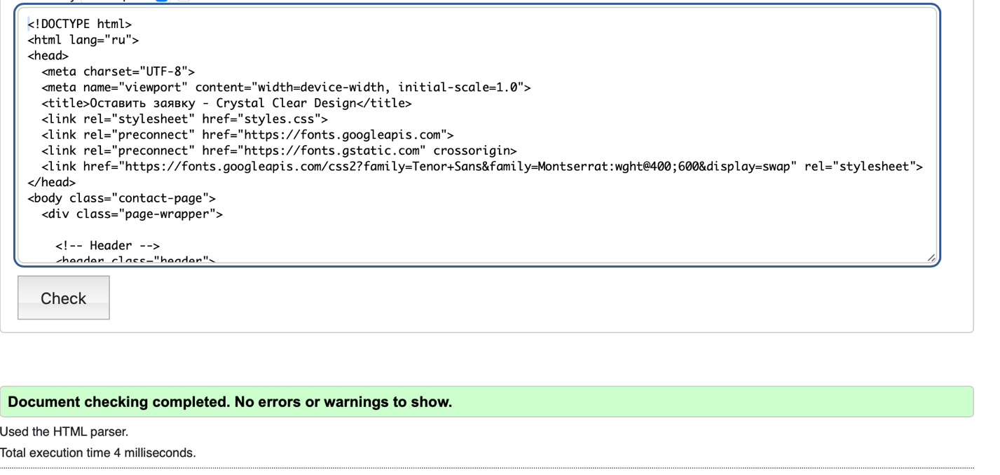 <!DOCTYPE html>
<html lang="ru">
<head>
<meta charset="UTF-8">
<meta name="viewport" content="width=device-width, initial-scale=1.0">
<title>Оставить заявку - Crystal Clear Design</title>
<link rel="stylesheet" href="styles.css">
<link rel="preconnect" href="https://fonts.googleapis.com">
<link rel="preconnect" href="https://fonts.gstatic.com" crossorigin>
<link href="https://fonts.googleapis.com/css2?family=Tenor+Sans&family=Montserrat:wght@400;600&display=swap" rel="stylesheet">
</head>
<body class="contact-page">
<div class="page-wrapper">
<!-- Header -->
<header class="header">
Check
Document checking completed. No errors or warnings to show.
Used the HTML parser.
Total execution time 4 milliseconds.